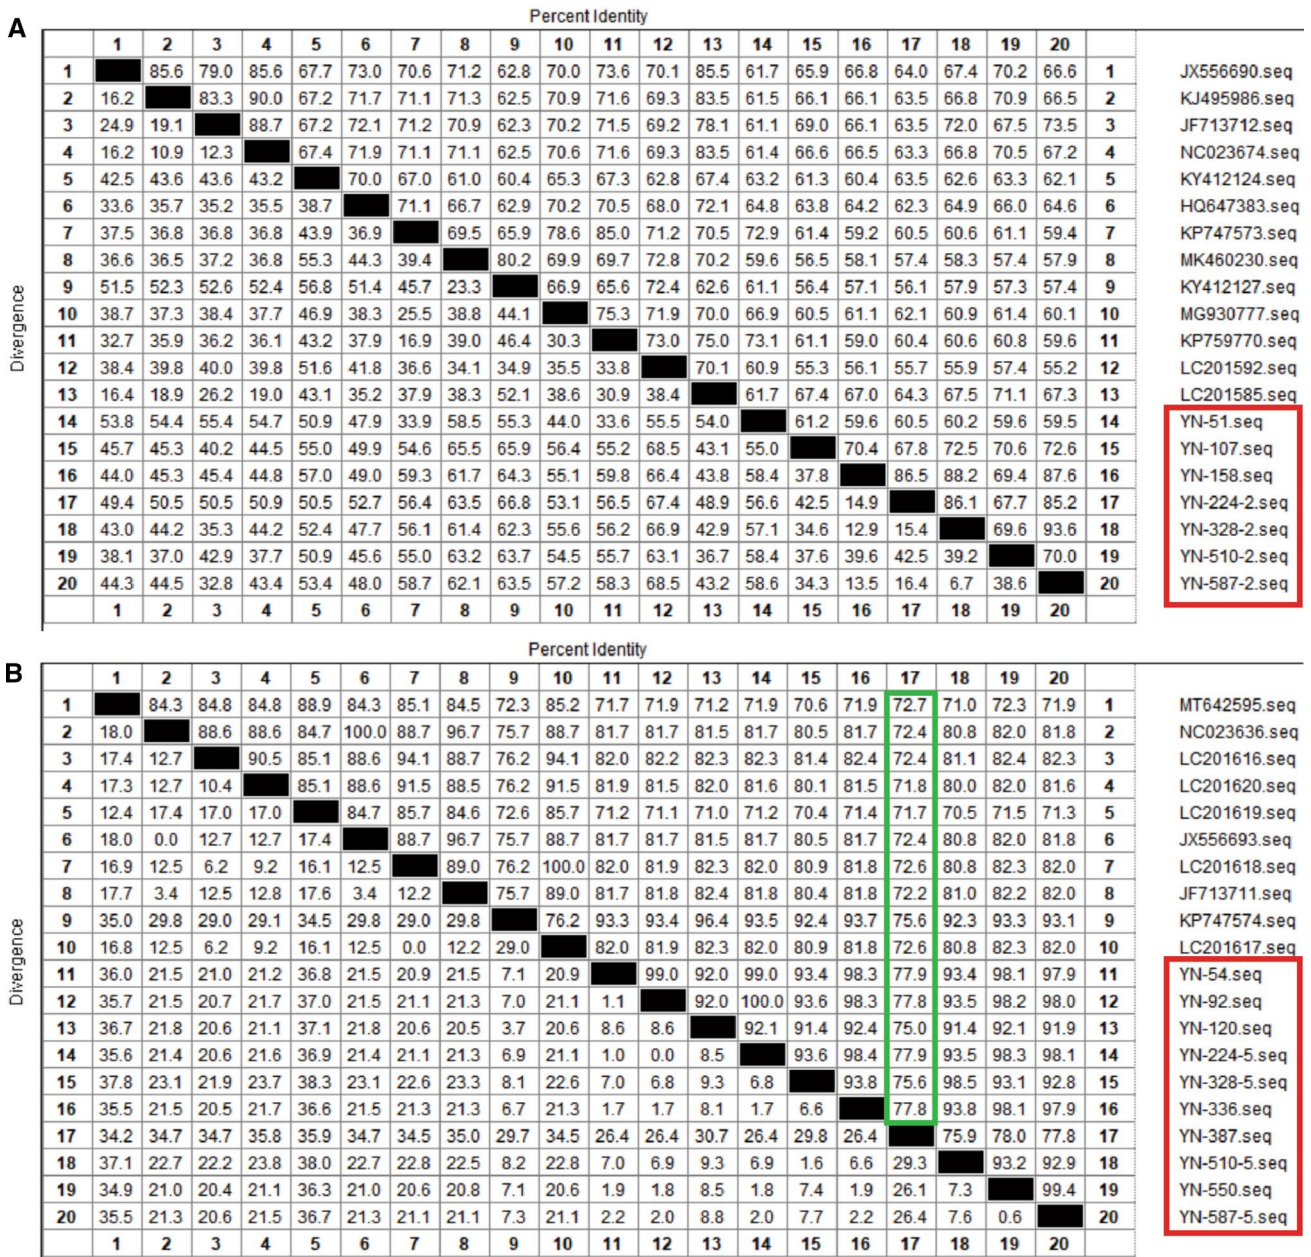 A
Percent Identity
1 2 3 4 5 6 7 8 9 10 11 12 13 14 15 16 17 18 19 20
1 85.6 79.0 85.6 67.7 73.0 70.6 71.2 62.8 70.0 73.6 70.1 85.5 61.7 65.9 66.8 64.0 67.4 70.2 66.6 1 JX556690.seq
2 16.2 83.3 90.0 67.2 71.7 71.1 71.3 62.5 70.9 71.6 69.3 83.5 61.5 66.1 66.1 63.5 66.8 70.9 66.5 2 KJ495986.seq
3 24.9 19.1 88.7 67.2 72.1 71.2 70.9 62.3 70.2 71.5 69.2 78.1 61.1 69.0 66.1 63.5 72.0 67.5 73.5 3 JF713712.seq
4 16.2 10.9 12.3 67.4 71.9 71.1 71.1 62.5 70.6 71.6 69.3 83.5 61.4 66.6 66.5 63.3 66.8 70.5 67.2 4 NC023674.seq
5 42.5 43.6 43.6 43.2 70.0 67.0 61.0 60.4 65.3 67.3 62.8 67.4 63.2 61.3 60.4 63.5 62.6 63.3 62.1 5 KY412124.seq
6 33.6 35.7 35.2 35.5 38.7 71.1 66.7 62.9 70.2 70.5 68.0 72.1 64.8 63.8 64.2 62.3 64.9 66.0 64.6 6 HQ647383.seq
7 37.5 36.8 36.8 36.8 43.9 36.9 69.5 65.9 78.6 85.0 71.2 70.5 72.9 61.4 59.2 60.5 60.6 61.1 59.4 7 KP747573.seq
8 36.6 36.5 37.2 36.8 55.3 44.3 39.4 80.2 69.9 69.7 72.8 70.2 59.6 56.5 58.1 57.4 58.3 57.4 57.9 8 MK460230.seq
9 51.5 52.3 52.6 52.4 56.8 51.4 45.7 23.3 66.9 65.6 72.4 62.6 61.1 56.4 57.1 56.1 57.9 57.3 57.4 9 KY412127.seq
10 38.7 37.3 38.4 37.7 46.9 38.3 25.5 38.8 44.1 75.3 71.9 70.0 66.9 60.5 61.1 62.1 60.9 61.4 60.1 10 MG930777.seq
11 32.7 35.9 36.2 36.1 43.2 37.9 16.9 39.0 46.4 30.3 73.0 75.0 73.1 61.1 59.0 60.4 60.6 60.8 59.6 11 KP759770.seq
12 38.4 39.8 40.0 39.8 51.6 41.8 36.6 34.1 34.9 35.5 33.8 70.1 60.9 55.3 56.1 55.7 55.9 57.4 55.2 12 LC201592.seq
13 16.4 18.9 26.2 19.0 43.1 35.2 37.9 38.3 52.1 38.6 30.9 38.4 61.7 67.4 67.0 64.3 67.5 71.1 67.3 13 LC201585.seq
14 53.8 54.4 55.4 54.7 50.9 47.9 33.9 58.5 55.5 44.0 33.6 55.5 54.0 61.2 59.6 60.5 60.2 59.6 59.5 14 YN-51.seq
15 45.7 45.3 40.2 44.5 55.0 49.9 54.6 65.5 65.9 56.4 55.2 68.5 43.1 55.0 70.4 67.8 72.5 70.6 72.6 15 YN-107.seq
16 44.0 45.3 45.4 44.8 57.0 49.0 59.3 61.7 64.3 55.1 59.8 66.4 43.8 58.4 37.8 86.5 88.2 69.4 87.6 16 YN-158.seq
17 49.4 50.5 50.5 50.9 50.5 52.7 56.4 63.5 66.8 53.1 56.5 67.4 48.9 56.6 42.5 14.9 86.1 67.7 85.2 17 YN-224-2.seq
18 43.0 44.2 35.3 44.2 52.4 47.7 56.1 61.4 62.3 55.6 56.2 66.9 42.9 57.1 34.6 12.9 15.4 69.6 93.6 18 YN-328-2.seq
19 38.1 37.0 42.9 37.7 50.9 45.6 55.0 63.2 63.7 54.5 55.7 63.1 36.7 58.4 37.6 39.6 42.5 39.2 70.0 19 YN-510-2.seq
20 44.3 44.5 32.8 43.4 53.4 48.0 58.7 62.1 63.5 57.2 58.3 68.5 43.2 58.6 34.3 13.5 16.4 6.7 38.6 20 YN-587-2.seq
1 2 3 4 5 6 7 8 9 10 11 12 13 14 15 16 17 18 19 20
Divergence
B
Percent Identity
1 2 3 4 5 6 7 8 9 10 11 12 13 14 15 16 17 18 19 20
1 84.3 84.8 84.8 88.9 84.3 85.1 84.5 72.3 85.2 71.7 71.9 71.2 71.9 70.6 71.9 72.7 71.0 72.3 71.9 1 MT642595.seq
2 18.0 88.6 88.6 84.7 100.0 88.7 96.7 75.7 88.7 81.7 81.7 81.5 81.7 80.5 81.7 72.4 80.8 82.0 81.8 2 NC023636.seq
3 17.4 12.7 90.5 85.1 88.6 94.1 88.7 76.2 94.1 82.0 82.2 82.3 82.3 81.4 82.4 72.4 81.1 82.4 82.3 3 LC201616.seq
4 17.3 12.7 10.4 85.1 88.6 91.5 88.5 76.2 91.5 81.9 81.5 82.0 81.6 80.1 81.5 71.8 80.0 82.0 81.6 4 LC201620.seq
5 12.4 17.4 17.0 17.0 84.7 85.7 84.6 72.6 85.7 71.2 71.1 71.0 71.2 70.4 71.4 71.7 70.5 71.5 71.3 5 LC201619.seq
6 18.0 0.0 12.7 12.7 17.4 88.7 96.7 75.7 88.7 81.7 81.7 81.5 81.7 80.5 81.7 72.4 80.8 82.0 81.8 6 JX556693.seq
7 16.9 12.5 6.2 9.2 16.1 12.5 89.0 76.2 100.0 82.0 81.9 82.3 82.0 80.9 81.8 72.6 80.8 82.3 82.0 7 LC201618.seq
8 17.7 3.4 12.5 12.8 17.6 3.4 12.2 75.7 89.0 81.7 81.8 82.4 81.8 80.4 81.8 72.2 81.0 82.2 82.0 8 JF713711.seq
9 35.0 29.8 29.0 29.1 34.5 29.8 29.0 29.8 76.2 93.3 93.4 96.4 93.5 92.4 93.7 75.6 92.3 93.3 93.1 9 KP747574.seq
10 16.8 12.5 6.2 9.2 16.1 12.5 0.0 12.2 29.0 82.0 81.9 82.3 82.0 80.9 81.8 72.6 80.8 82.3 82.0 10 LC201617.seq
11 36.0 21.5 21.0 21.2 36.8 21.5 20.9 21.5 7.1 20.9 99.0 92.0 99.0 93.4 98.3 77.9 93.4 98.1 97.9 11 YN-54.seq
12 35.7 21.5 20.7 21.7 37.0 21.5 21.1 21.3 7.0 21.1 1.1 92.0 100.0 93.6 98.3 77.8 93.5 98.2 98.0 12 YN-92.seq
13 36.7 21.8 20.6 21.1 37.1 21.8 20.6 20.5 3.7 20.6 8.6 8.6 92.1 91.4 92.4 75.0 91.4 92.1 91.9 13 YN-120.seq
14 35.6 21.4 20.6 21.6 36.9 21.4 21.1 21.3 6.9 21.1 1.0 0.0 8.5 93.6 98.4 77.9 93.5 98.3 98.1 14 YN-224-5.seq
15 37.8 23.1 21.9 23.7 38.3 23.1 22.6 23.3 8.1 22.6 7.0 6.8 9.3 6.8 93.8 75.6 98.5 93.1 92.8 15 YN-328-5.seq
16 35.5 21.5 20.5 21.7 36.6 21.5 21.3 21.3 6.7 21.3 1.7 1.7 8.1 1.7 6.6 77.8 93.8 98.1 97.9 16 YN-336.seq
17 34.2 34.7 34.7 35.8 35.9 34.7 34.5 35.0 29.7 34.5 26.4 26.4 30.7 26.4 29.8 26.4 75.9 78.0 77.8 17 YN-387.seq
18 37.1 22.7 22.2 23.8 38.0 22.7 22.8 22.5 8.2 22.8 7.0 6.9 9.3 6.9 1.6 6.6 29.3 93.2 92.9 18 YN-510-5.seq
19 34.9 21.0 20.4 21.1 36.3 21.0 20.6 20.8 7.1 20.6 1.9 1.8 8.5 1.8 7.4 1.9 26.1 7.3 99.4 19 YN-550.seq
20 35.5 21.3 20.6 21.5 36.7 21.3 21.1 21.1 7.3 21.1 2.2 2.0 8.8 2.0 7.7 2.2 26.4 7.6 0.6 20 YN-587-5.seq
1 2 3 4 5 6 7 8 9 10 11 12 13 14 15 16 17 18 19 20
Divergence